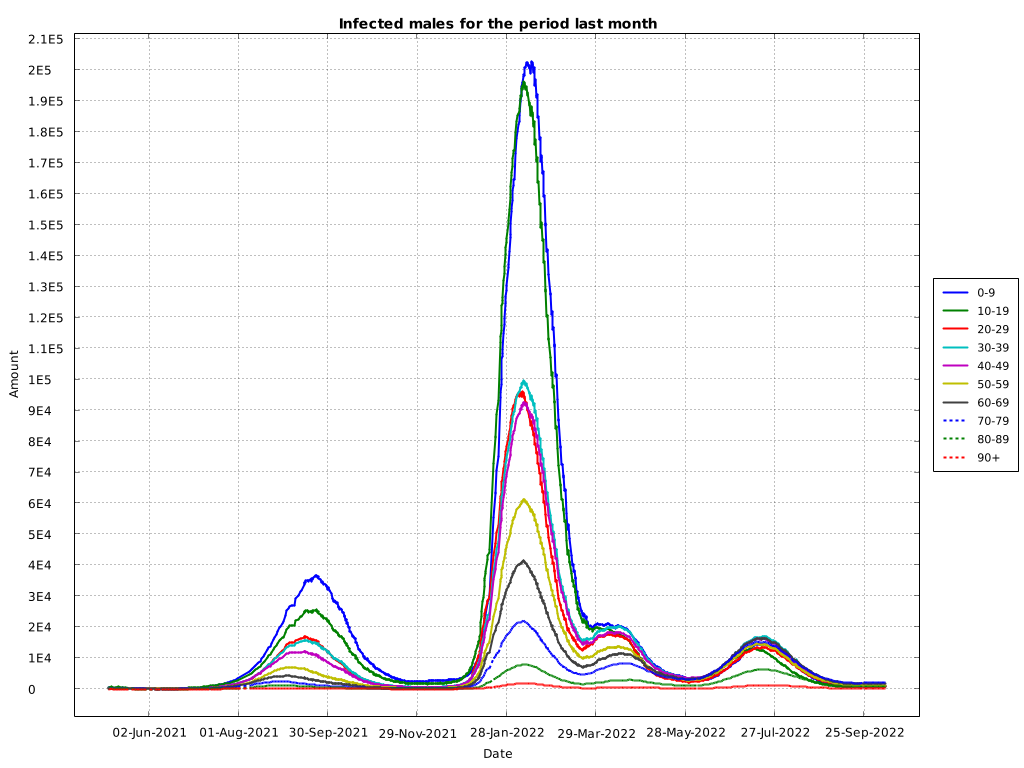 Infected males for the period last month
2.1E5
2E5
1.9E5
1.8E5
1.7E5
1.6E5
1.5E5
1.4E5
1.3E5
1.2E5
1.1E5
1E5
9E4
8E4
7E4
6E4
5E4
4E4
3E4
2E4
1E4
0
Amount
02-Jun-2021 01-Aug-2021 30-Sep-2021 29-Nov-2021 28-Jan-2022 29-Mar-2022 28-May-2022 27-Jul-2022 25-Sep-2022
Date
0-9
10-19
20-29
30-39
40-49
50-59
60-69
70-79
80-89
90+